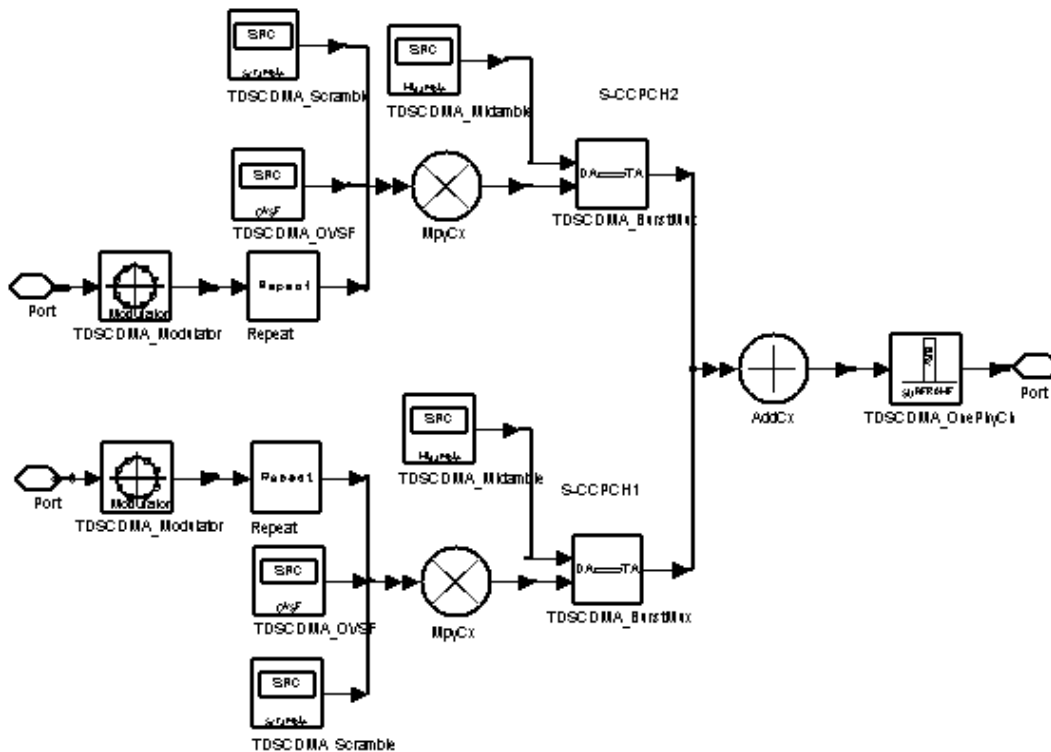 SRC
TDSCDMA_Scramble
SRC
TDSCDMA_Midamble
S-CCPCH2
SRC
OVSF
TDSCDMA_OVSF
MpyCx
DA TA
TDSCDMA_BurstMux
Port
Modulator
TDSCDMA_Modulator
Repeat
Repeat
AddCx
TDSCDMA_OnePhyCh
Port
SRC
TDSCDMA_Midamble
S-CCPCH1
Port
Modulator
TDSCDMA_Modulator
Repeat
Repeat
SRC
OVSF
TDSCDMA_OVSF
MpyCx
DA TA
TDSCDMA_BurstMux
SRC
TDSCDMA_Scramble